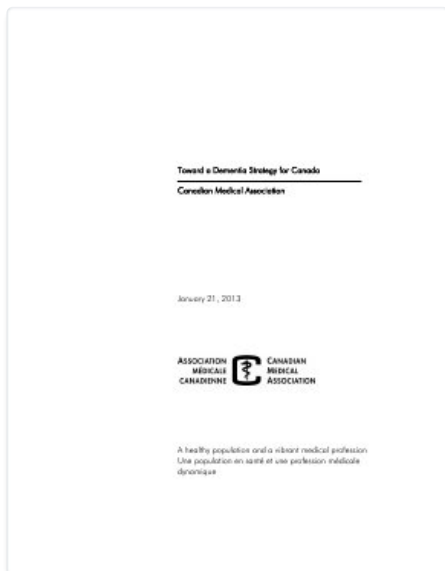 Toward a Dementia Strategy for Canada
Canadian Medical Association
January 21, 2013
ASSOCIATION
MÉDICALE
CANADIENNE
CANADIAN
MEDICAL
ASSOCIATION
A healthy population and a vibrant medical profession
Une population en santé et une profession médicale
dynamique